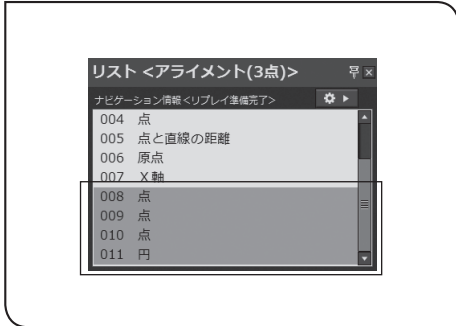 リスト <アライメント(3点)>
ナビゲーション情報<リプレイ準備完了>
004 点
005 点と直線の距離
006 原点
007 X軸
008 点
009 点
010 点
011 円